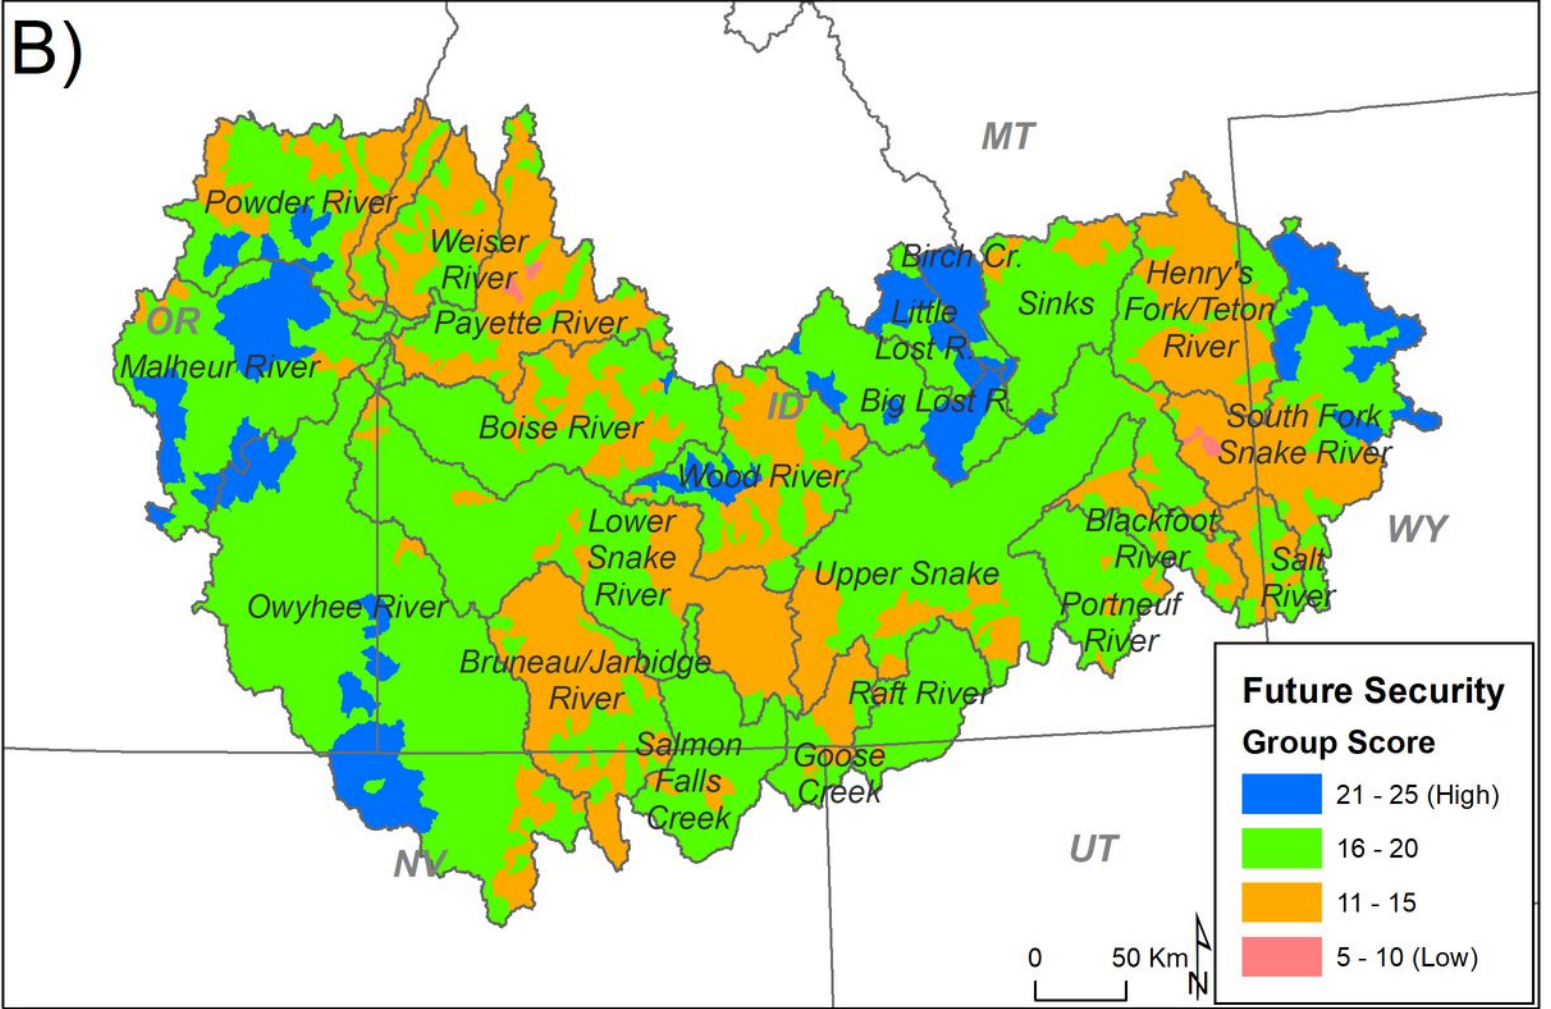 B)
MT
Powder River
Weiser
River
Birch Cr.
Henry's
Fork/Teton
River
Little
Lost R.
Sinks
OR
Payette River
Malheur River
ID
Big Lost R.
South Fork
Snake River
Boise River
Wood River
Lower
Snake
River
Blackfoot
River
WY
Upper Snake
Salt
River
Owyhee River
Portneuf
River
Bruneau/Jarbidge
River
Raft River
Salmon
Falls
Creek
Goose
Creek
NV
UT
Future Security
Group Score
21 - 25 (High)
16 - 20
11 - 15
5 - 10 (Low)
0 50 Km
N